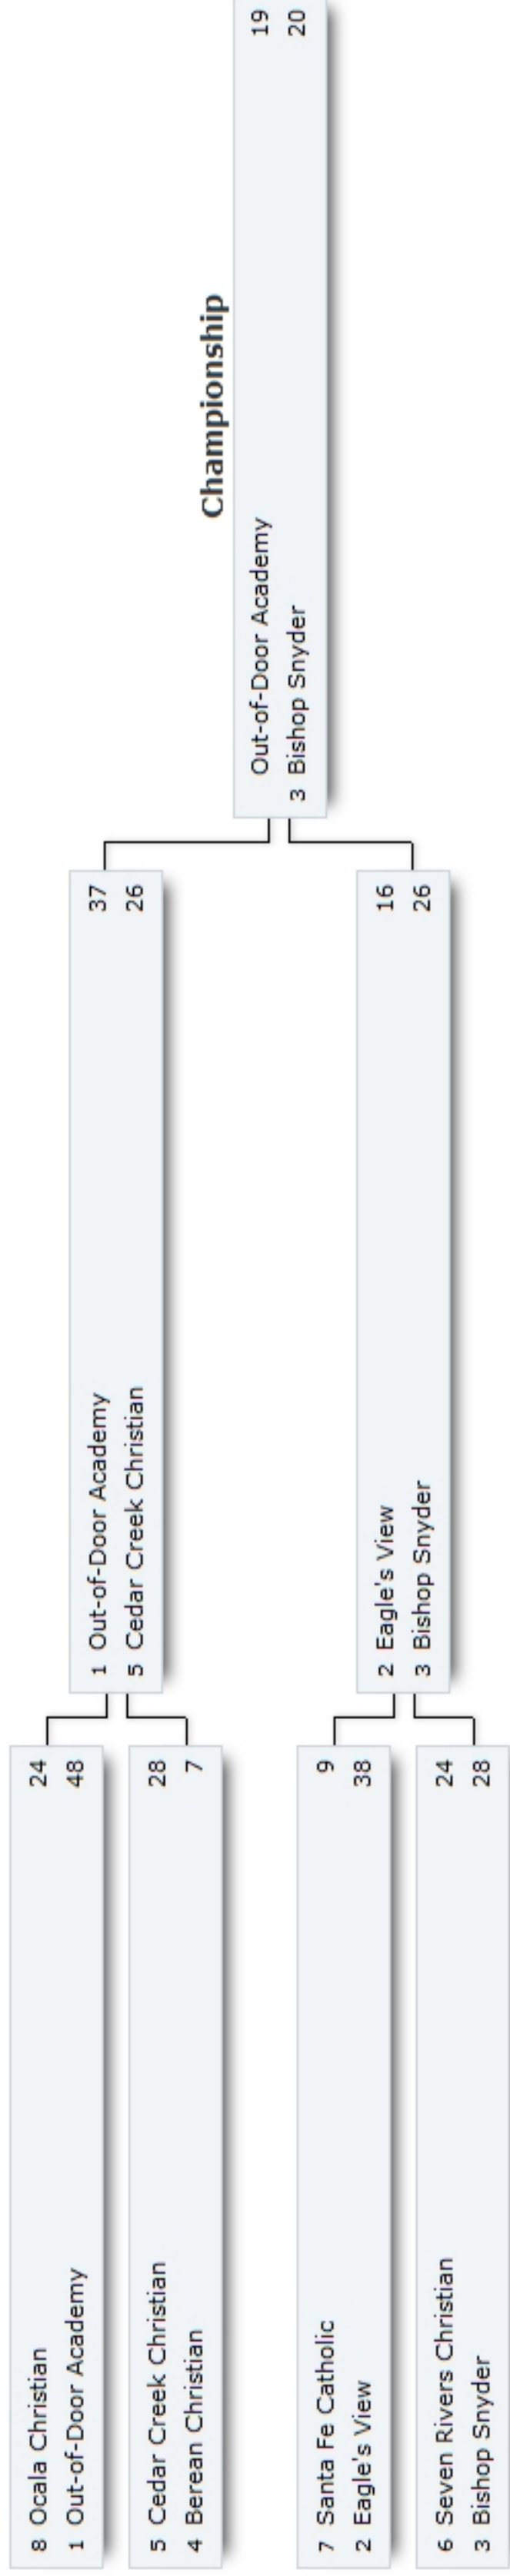 8 Ocala Christian 24
1 Out-of-Door Academy 48
5 Cedar Creek Christian 28
4 Berean Christian 7
7 Santa Fe Catholic 9
2 Eagle's View 38
6 Seven Rivers Christian 24
3 Bishop Snyder 28
1 Out-of-Door Academy 37
5 Cedar Creek Christian 26
2 Eagle's View 16
3 Bishop Snyder 26
Championship
Out-of-Door Academy 19
3 Bishop Snyder 20